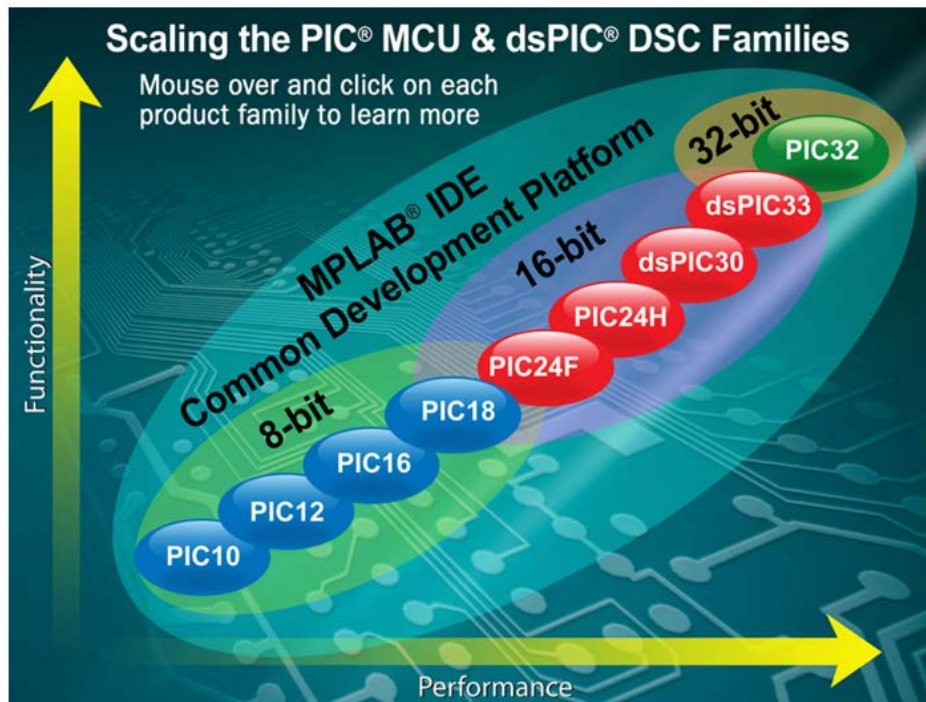 Scaling the PIC® MCU & dsPIC® DSC Families
Mouse over and click on each
product family to learn more
Functionality
MPLAB® IDE
Common Development Platform
32-bit
PIC32
dsPIC33
16-bit
dsPIC30
PIC24H
PIC24F
8-bit
PIC18
PIC16
PIC12
PIC10
Performance